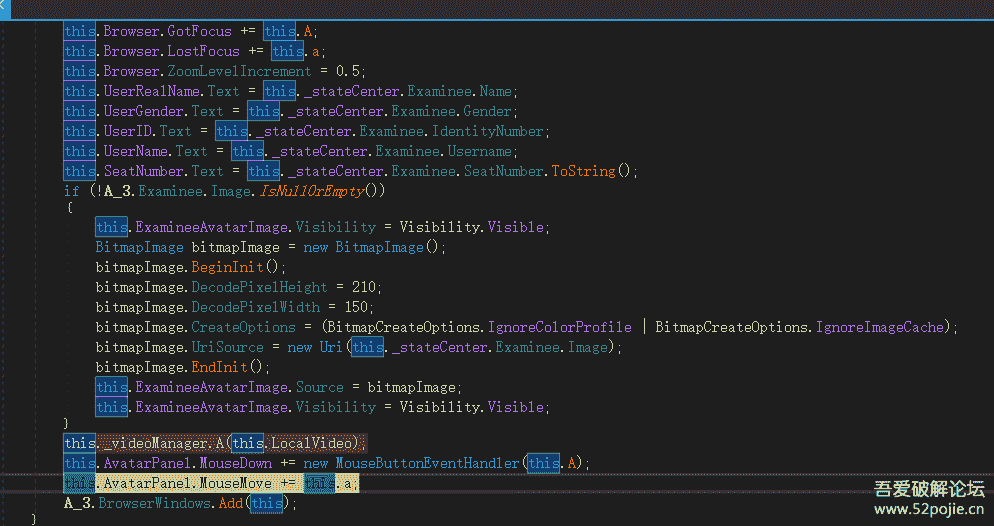 this.Browser.GotFocus += this.A;
this.Browser.LostFocus += this.a;
this.Browser.ZoomLevelIncrement = 0.5;
this.UserRealName.Text = this._stateCenter.Examinee.Name;
this.UserGender.Text = this._stateCenter.Examinee.Gender;
this.UserID.Text = this._stateCenter.Examinee.IdentityNumber;
this.UserName.Text = this._stateCenter.Examinee.Username;
this.SeatNumber.Text = this._stateCenter.Examinee.SeatNumber.ToString();
if (!A_3.Examinee.Image.IsNullOrEmpty())
{
this.ExamineeAvatarImage.Visibility = Visibility.Visible;
BitmapImage bitmapImage = new BitmapImage();
bitmapImage.BeginInit();
bitmapImage.DecodePixelHeight = 210;
bitmapImage.DecodePixelWidth = 150;
bitmapImage.CreateOptions = (BitmapCreateOptions.IgnoreColorProfile | BitmapCreateOptions.IgnoreImageCache);
bitmapImage.UriSource = new Uri(this._stateCenter.Examinee.Image);
bitmapImage.EndInit();
this.ExamineeAvatarImage.Source = bitmapImage;
this.ExamineeAvatarImage.Visibility = Visibility.Visible;
}
this._videoManager.A(this.LocalVideo);
this.AvatarPanel.MouseDown += new MouseButtonEventHandler(this.A);
this.AvatarPanel.MouseMove += this.a;
A_3.BrowserWindows.Add(this);
}
吾爱破解论坛
www.52pojie.cn